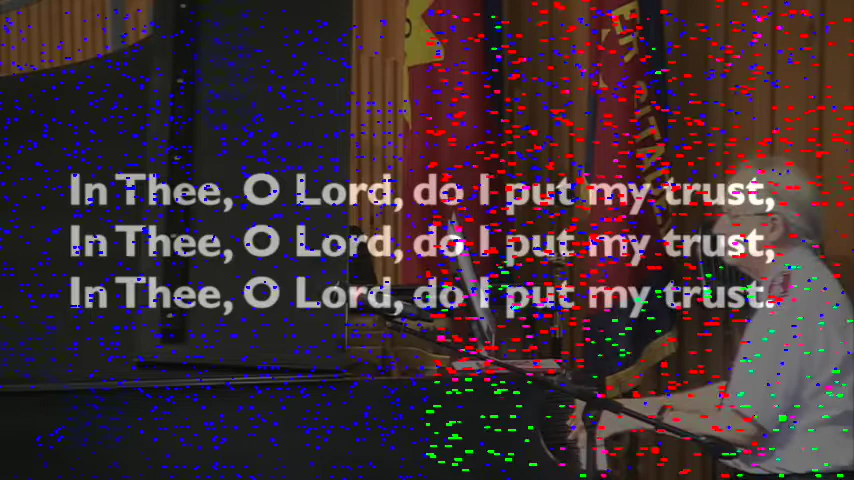 In Thee, O Lord, do I put my trust,
In Thee, O Lord, do I put my trust,
In Thee, O Lord, do I put my trust.